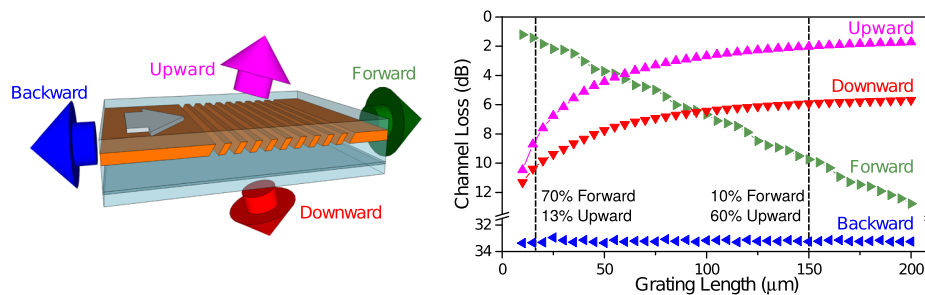 Upward
Forward
Backward
Downward
Channel Loss (dB)
0
2
4
6
8
10
12
32
34
Upward
Downward
Forward
70% Forward
13% Upward
10% Forward
60% Upward
Backward
0
50
100
150
200
Grating Length (μm)